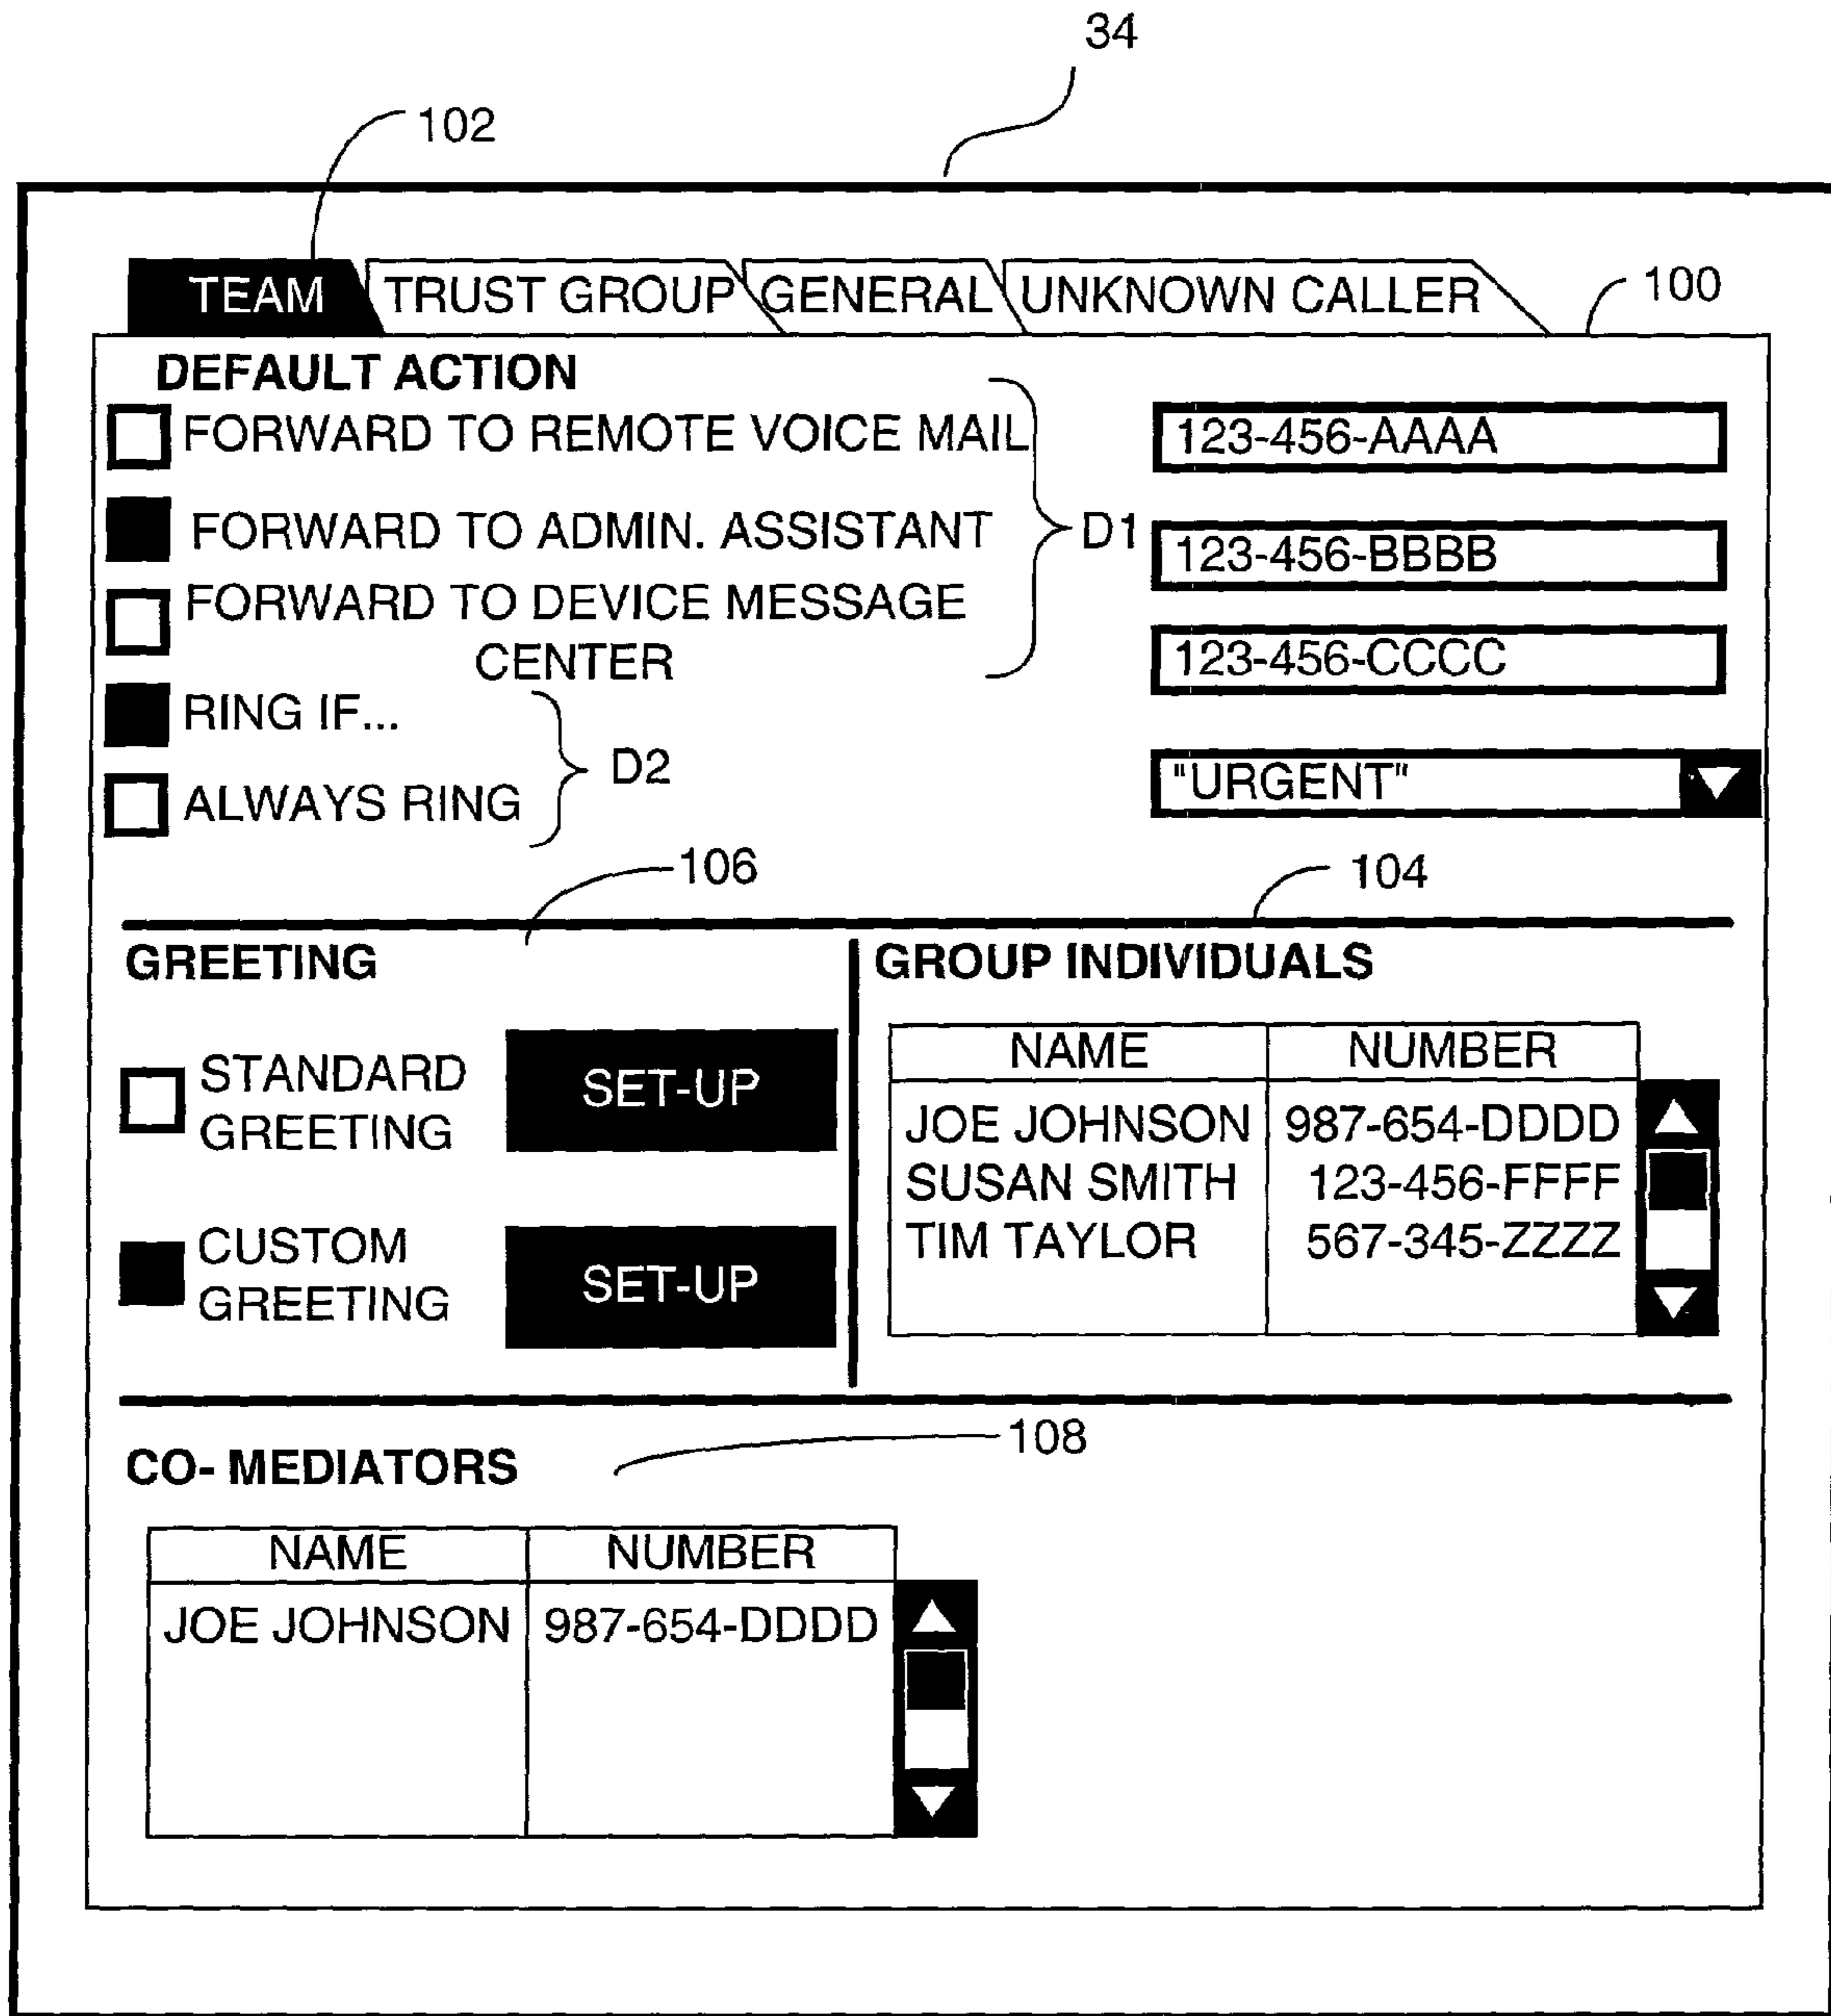 34
102
TEAM TRUST GROUP GENERAL UNKNOWN CALLER
100
DEFAULT ACTION
FORWARD TO REMOTE VOICE MAIL
123-456-AAAA
FORWARD TO ADMIN. ASSISTANT
D1
123-456-BBBB
FORWARD TO DEVICE MESSAGE
CENTER
123-456-CCCC
RING IF...
D2
"URGENT"
ALWAYS RING
106
104
GREETING
GROUP INDIVIDUALS
STANDARD
GREETING
SET-UP
CUSTOM
GREETING
SET-UP
NAME NUMBER
JOE JOHNSON 987-654-DDDD
SUSAN SMITH 123-456-FFFF
TIM TAYLOR 567-345-ZZZZ
108
CO- MEDIATORS
NAME NUMBER
JOE JOHNSON 987-654-DDDD